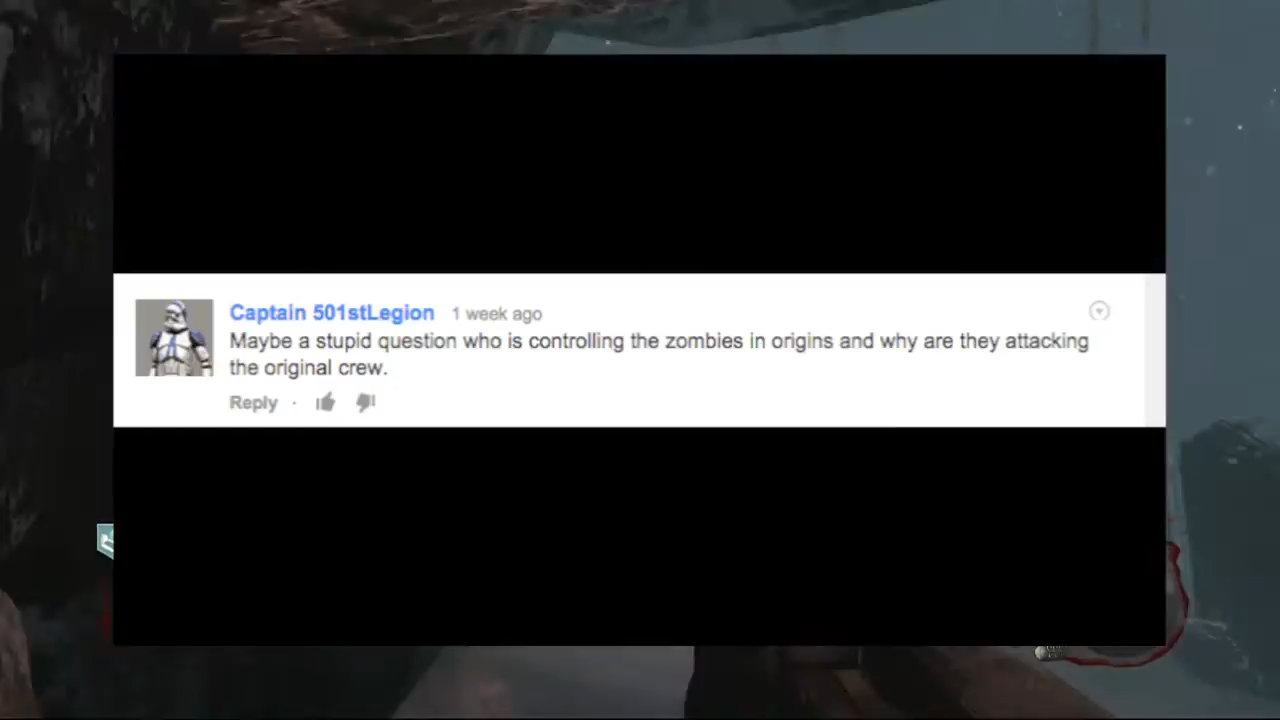 Captain 501stLegion 1 week ago
Maybe a stupid question who is controlling the zombies in origins and why are they attacking
the original crew.
Reply ·